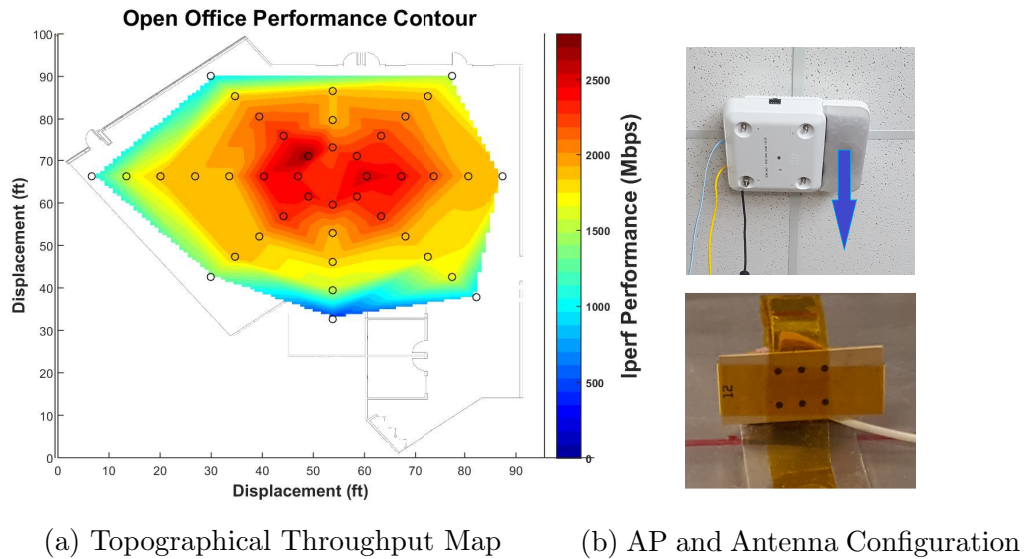 Open Office Performance Contour
100
90
80
70
60
50
40
30
20
10
0
Displacement (ft)
0 10 20 30 40 50 60 70 80 90
Displacement (ft)
2500
2000
1500
1000
500
0
Iperf Performance (Mbps)
12
(a) Topographical Throughput Map
(b) AP and Antenna Configuration